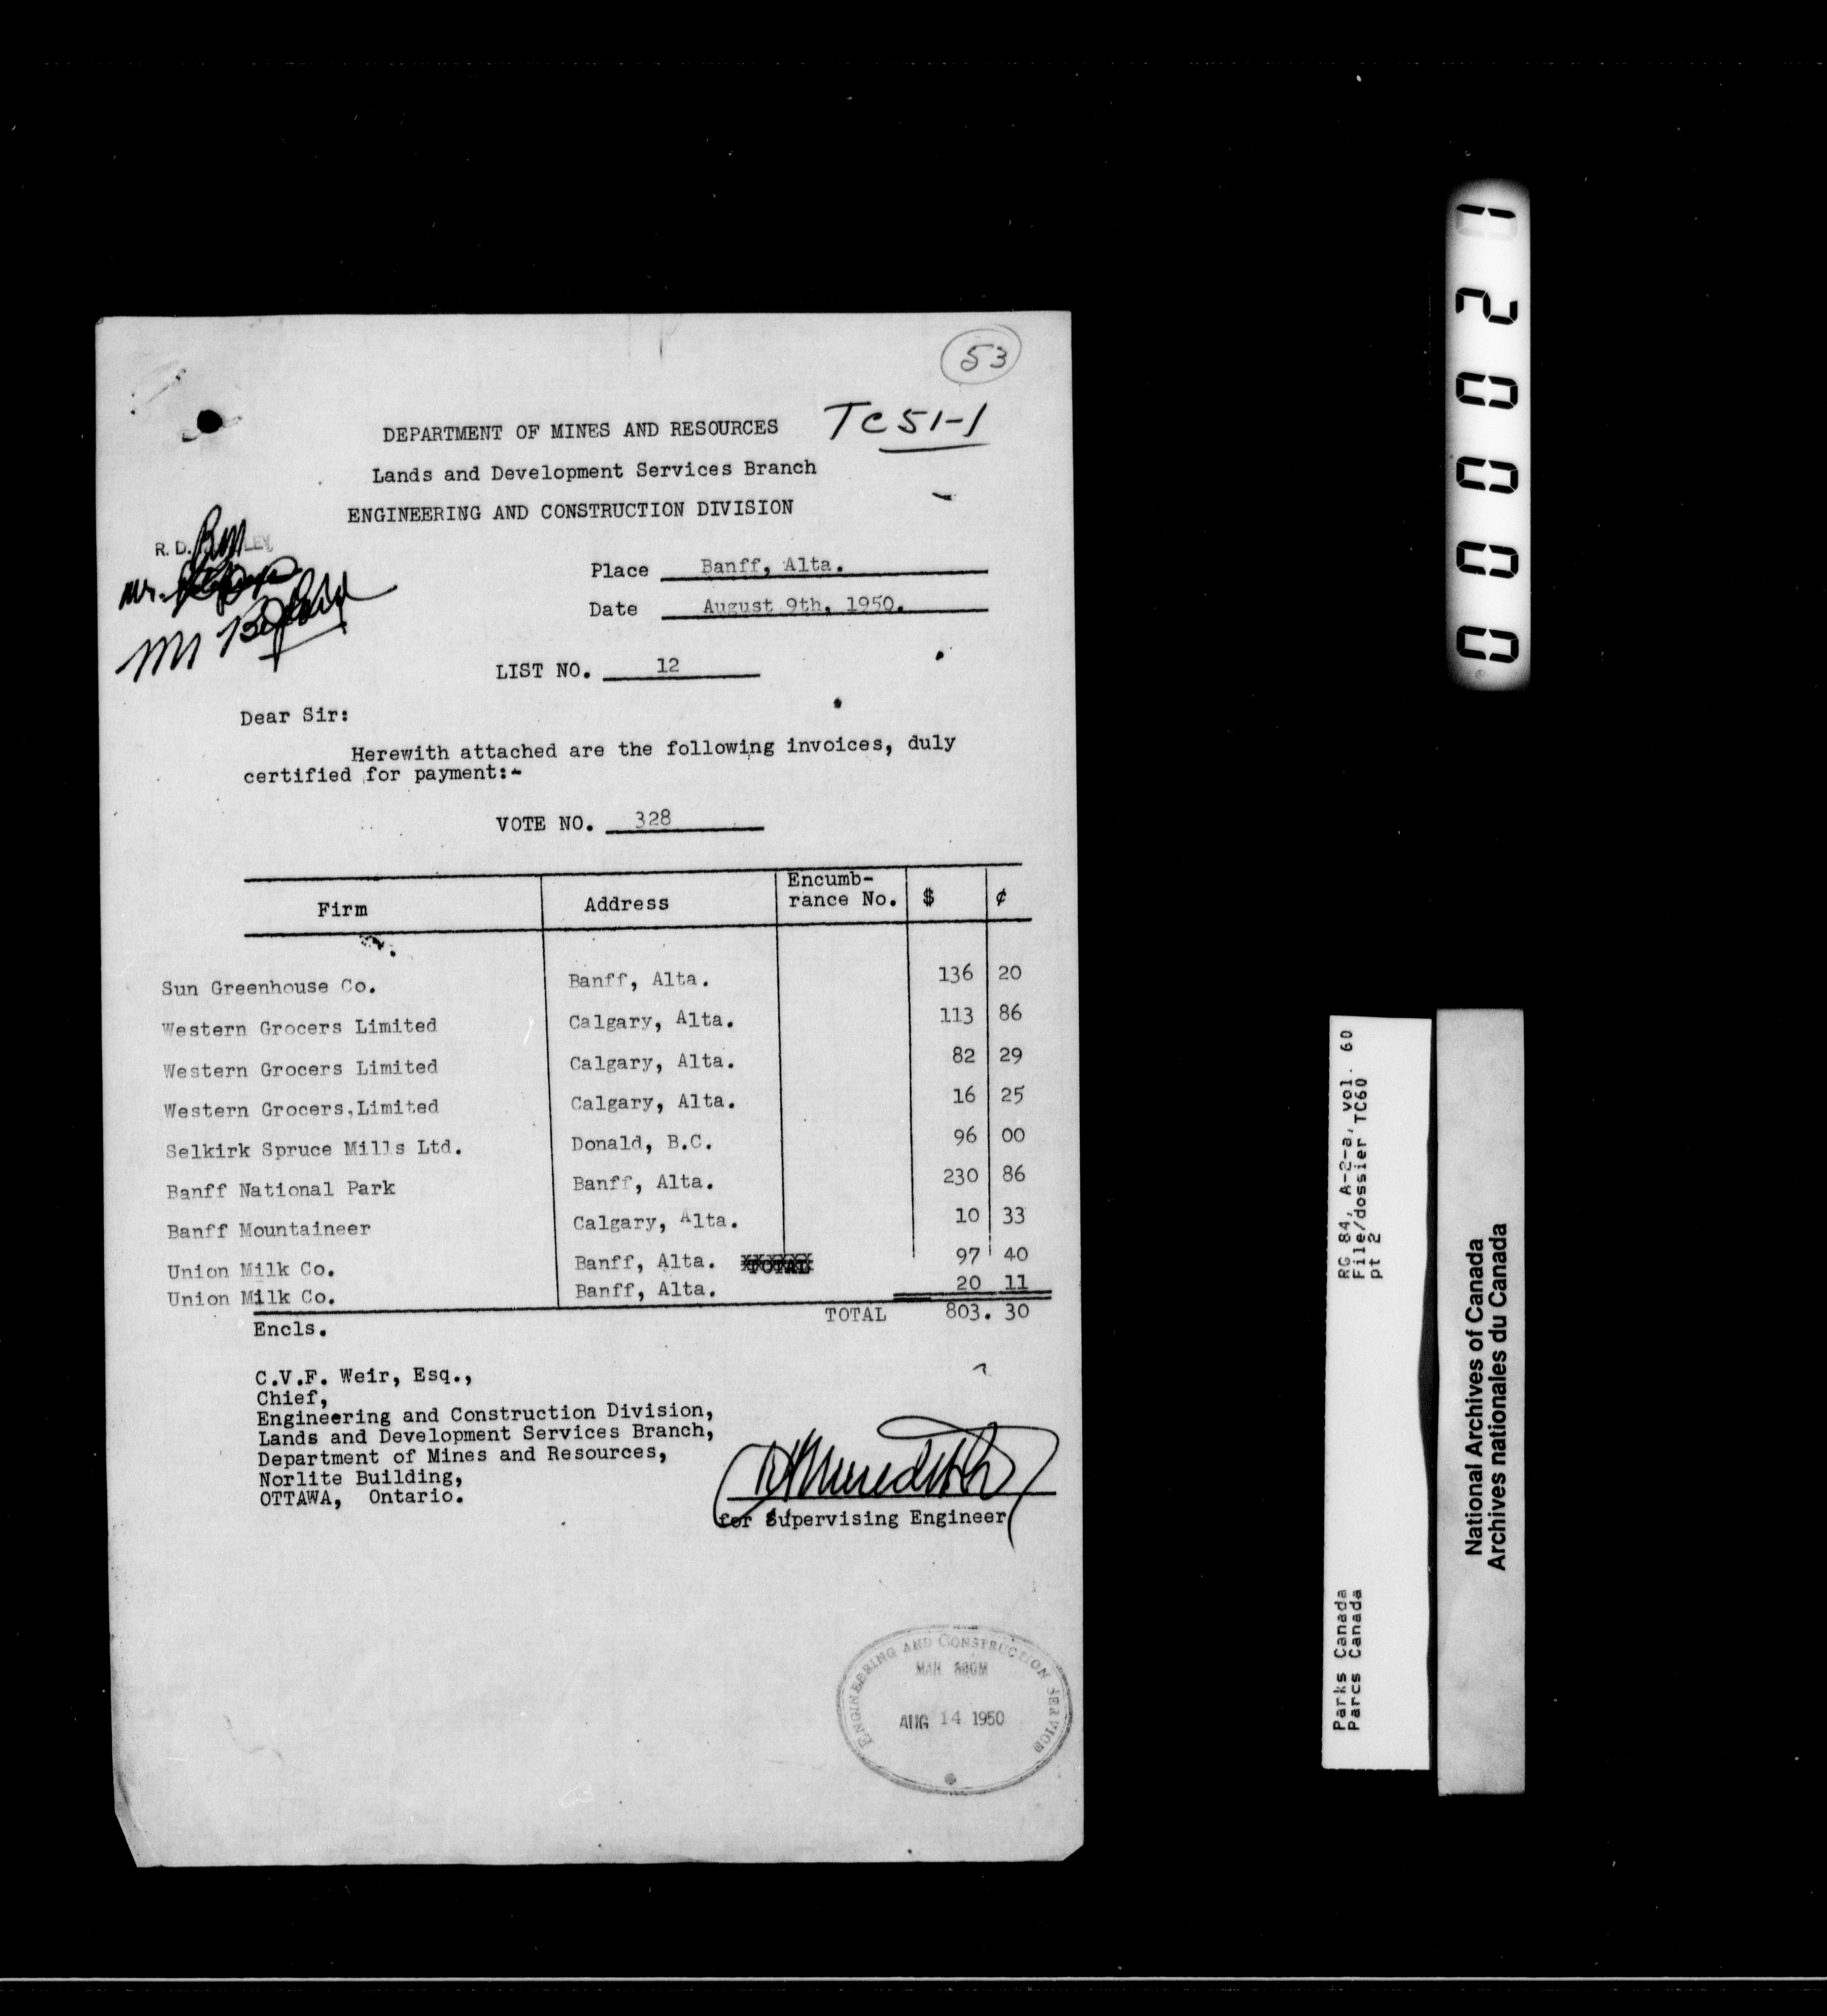 53
TC 51-1
DEPARTMENT OF MINES AND RESOURCES
Lands and Development Services Branch
ENGINEERING AND CONSTRUCTION DIVISION
R. D.
Mr.
Mr
Place Banff, Alta.
Date August 9th, 1950.
LIST NO. 12
Dear Sir:
Herewith attached are the following invoices, duly
certified for payment:-
VOTE NO. 328
Firm Address Encumb-rance No. $ ¢
Sun Greenhouse Co. Banff, Alta. 136 20
Western Grocers Limited Calgary, Alta. 113 86
Western Grocers Limited Calgary, Alta. 82 29
Western Grocers,Limited Calgary, Alta. 16 25
Selkirk Spruce Mills Ltd. Donald, B.C. 96 00
Banff National Park Banff, Alta. 230 86
Banff Mountaineer Calgary, Alta. 10 33
Union Milk Co. Banff, Alta. TOTAL 97 40
Union Milk Co. Banff, Alta. 20 11
TOTAL 803. 30
Encls.
C.V.F. Weir, Esq.,
Chief,
Engineering and Construction Division,
Lands and Development Services Branch,
Department of Mines and Resources,
Norlite Building,
OTTAWA, Ontario.
Meredith
for Supervising Engineer
ENGINEERING AND CONSTRUCTION SERVICE
MAIL ROOM
AUG 14 1950
000020
RG 84, A-2-a, vol. 60
File/dossier TC60
pt 2
Parks Canada
Parcs Canada
National Archives of Canada
Archives nationales du Canada